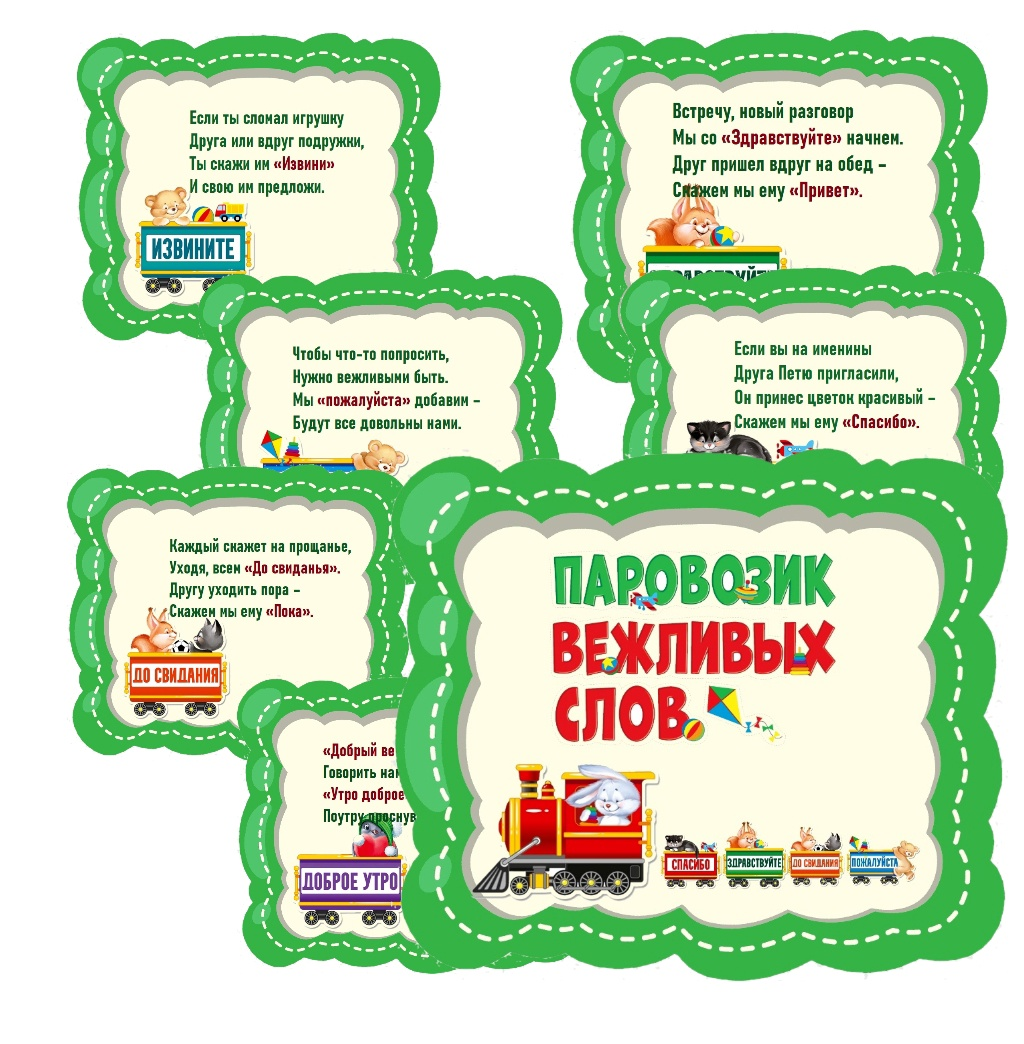 Если ты сломал игрушку
Друга или вдруг подружки,
Ты скажи им «Извини»
И свою им предложи.
ИЗВИНИТЕ
Встречу, новый разговор
Мы со «Здравствуйте» начнем.
Друг пришел вдруг на обед –
Скажем мы ему «Привет».
ЗДРАВСТВУЙТЕ
Чтобы что-то попросить,
Нужно вежливыми быть.
Мы «пожалуйста» добавим –
Будут все довольны нами.
Если вы на именины
Друга Петю пригласили,
Он принес цветок красивый –
Скажем мы ему «Спасибо».
Каждый скажет на прощанье,
Уходя, всем «До свиданья».
Другу уходить пора –
Скажем мы ему «Пока».
ДО СВИДАНИЯ
«Добрый ве
Говорить нам
«Утро доброе
Поутру проснув
ДОБРОЕ УТРО
ПАРОВОЗИК
ВЕЖЛИВЫХ
СЛОВ
СПАСИБО
ЗДРАВСТВУЙТЕ
ДО СВИДАНИЯ
ПОЖАЛУЙСТА